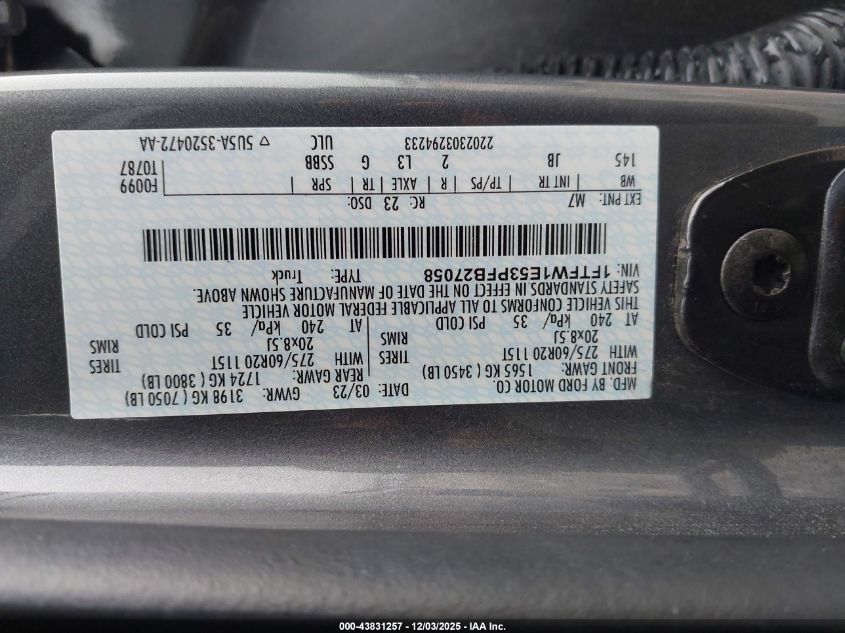 MFD. BY FORD MOTOR CO.
DATE: 03/23 GVWR: 3198 KG (7050 LB)
FRONT GAWR: 1565 KG (3450 LB) REAR GAWR: 1724 KG (3800 LB)
WITH 275/60R20 115T TIRES WITH 275/60R20 115T TIRES
20x8.5J RIMS 20x8.5J RIMS
AT 240 kPa/ 35 PSI COLD AT 240 kPa/ 35 PSI COLD
THIS VEHICLE CONFORMS TO ALL APPLICABLE FEDERAL MOTOR VEHICLE
SAFETY STANDARDS IN EFFECT ON THE DATE OF MANUFACTURE SHOWN ABOVE.
VIN: 1FTFW1E53PFB27058 TYPE: Truck
EXT PNT: M7 RC: 23 DSO: F0099
WB INT TR TP/PS R AXLE TR SPR T0787
145 JB 2 L3 G SSBB
2202303294233 ULC ▽ 5U5A-3520472-AA
000-43831257 - 12/03/2025 - IAA Inc.